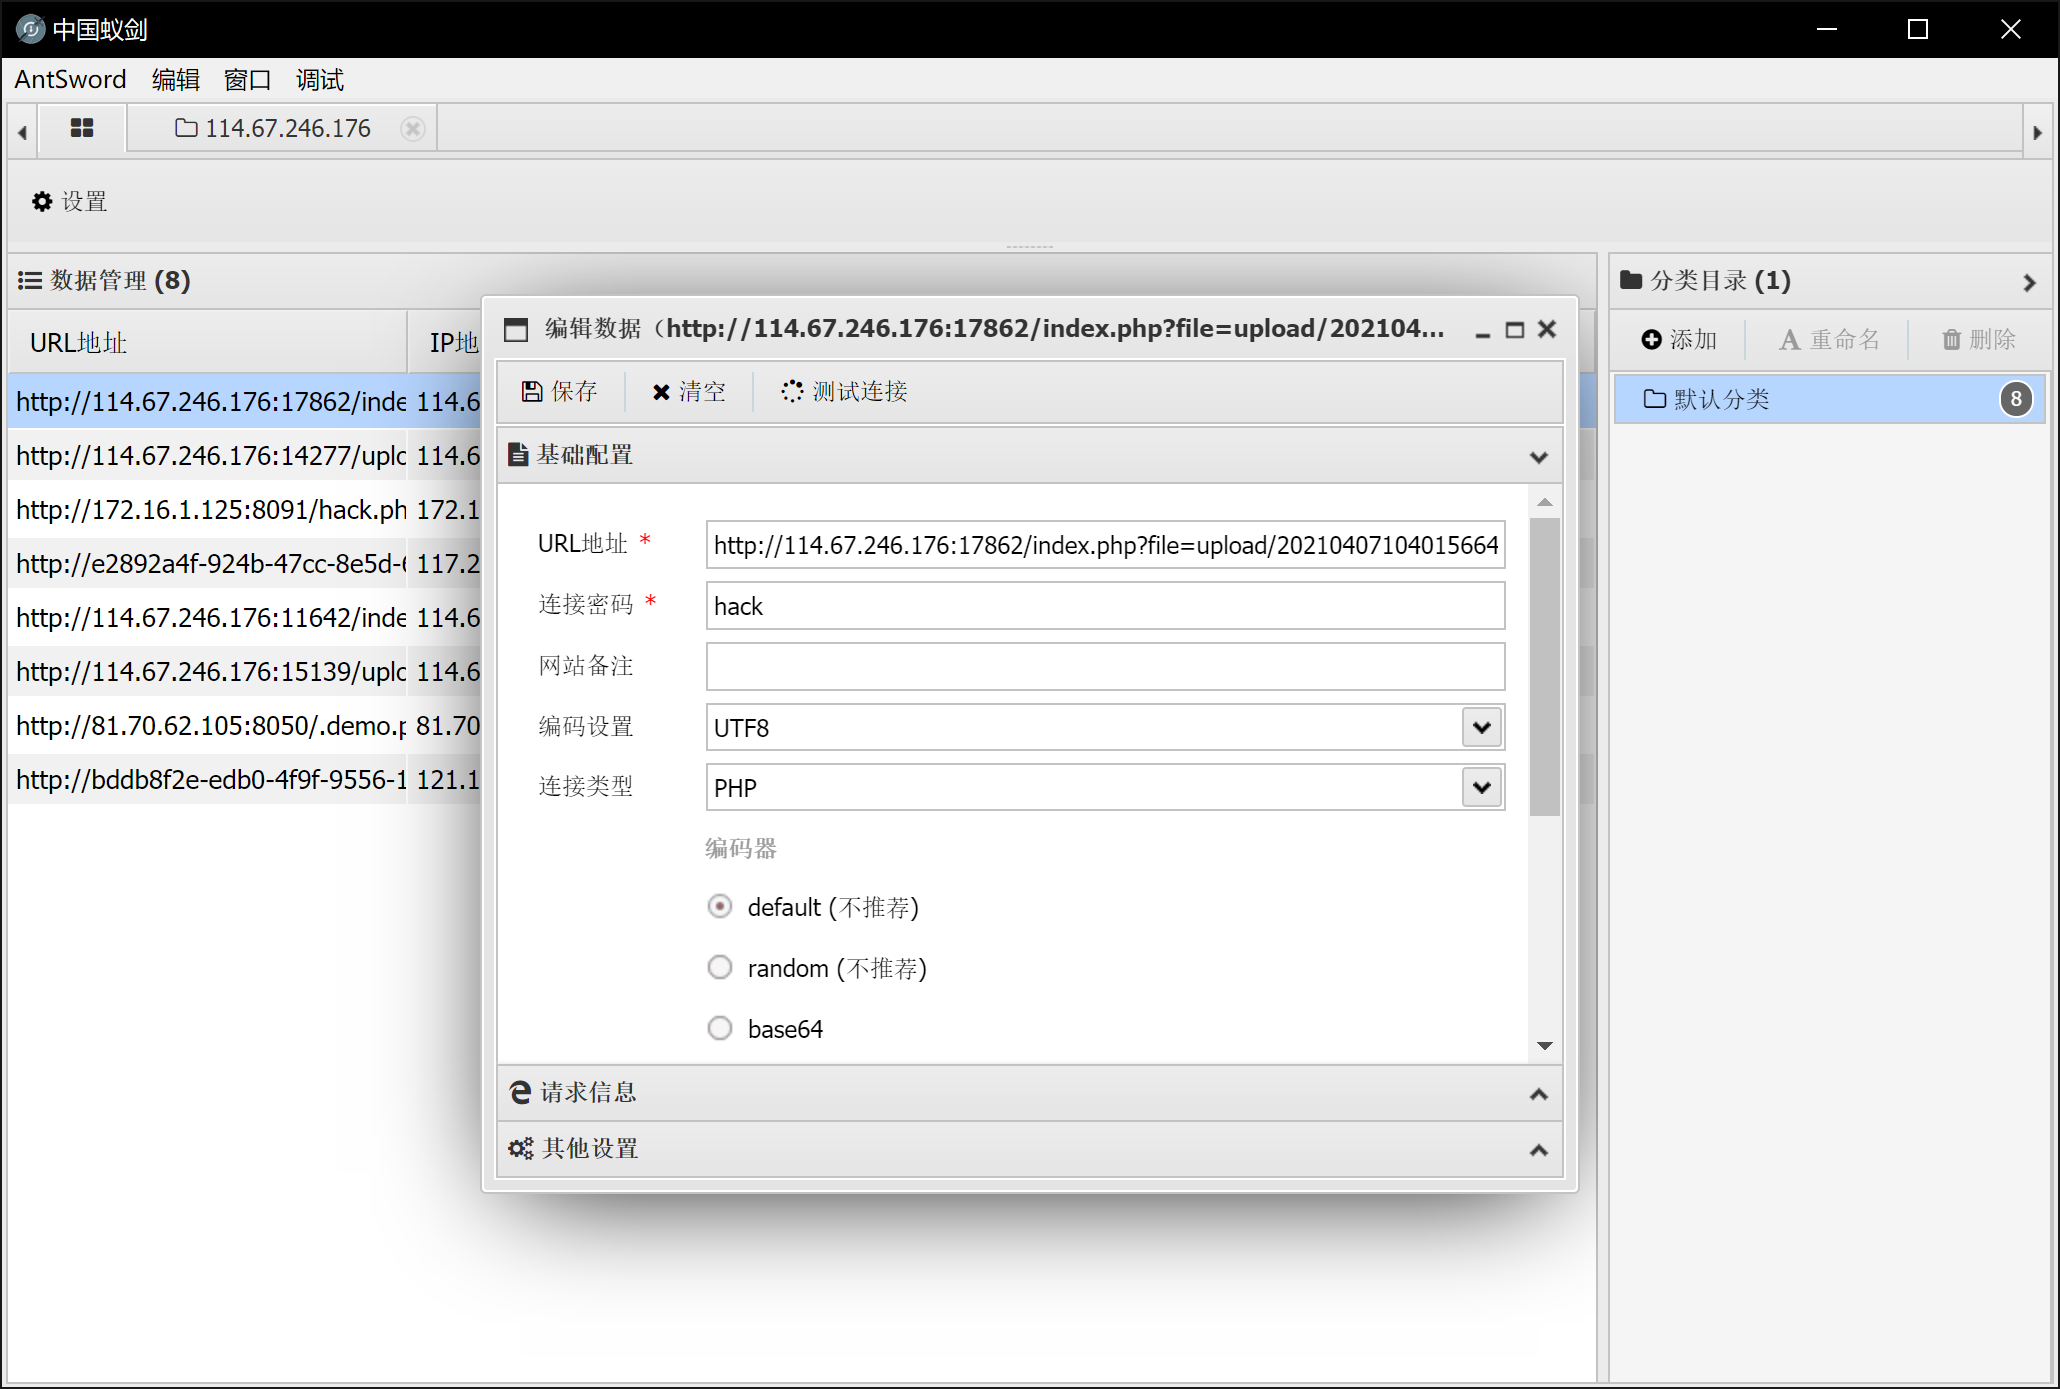 中国蚁剑
AntSword 编辑 窗口 调试
114.67.246.176
设置
数据管理 (8)
URL地址 IP地
http://114.67.246.176:17862/inde 114.6
http://114.67.246.176:14277/uplo 114.6
http://172.16.1.125:8091/hack.ph 172.1
http://e2892a4f-924b-47cc-8e5d-6 117.2
http://114.67.246.176:11642/inde 114.6
http://114.67.246.176:15139/uplo 114.6
http://81.70.62.105:8050/.demo.p 81.70
http://bddb8f2e-edb0-4f9f-9556-1 121.1
编辑数据（http://114.67.246.176:17862/index.php?file=upload/202104...
保存 清空 测试连接
基础配置
URL地址 * http://114.67.246.176:17862/index.php?file=upload/20210407104015664
连接密码 * hack
网站备注
编码设置 UTF8
连接类型 PHP
编码器
default (不推荐)
random (不推荐)
base64
请求信息
其他设置
分类目录 (1)
添加 A 重命名 删除
默认分类 8